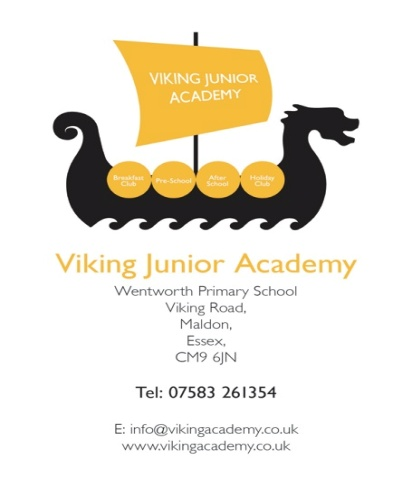 VIKING JUNIOR
ACADEMY
Breakfast
Club
Pre-School
After
School
Holiday
Club
Viking Junior Academy
Wentworth Primary School
Viking Road,
Maldon,
Essex,
CM9 6JN
Tel: 07583 261354
E: info@vikingacademy.co.uk
www.vikingacademy.co.uk